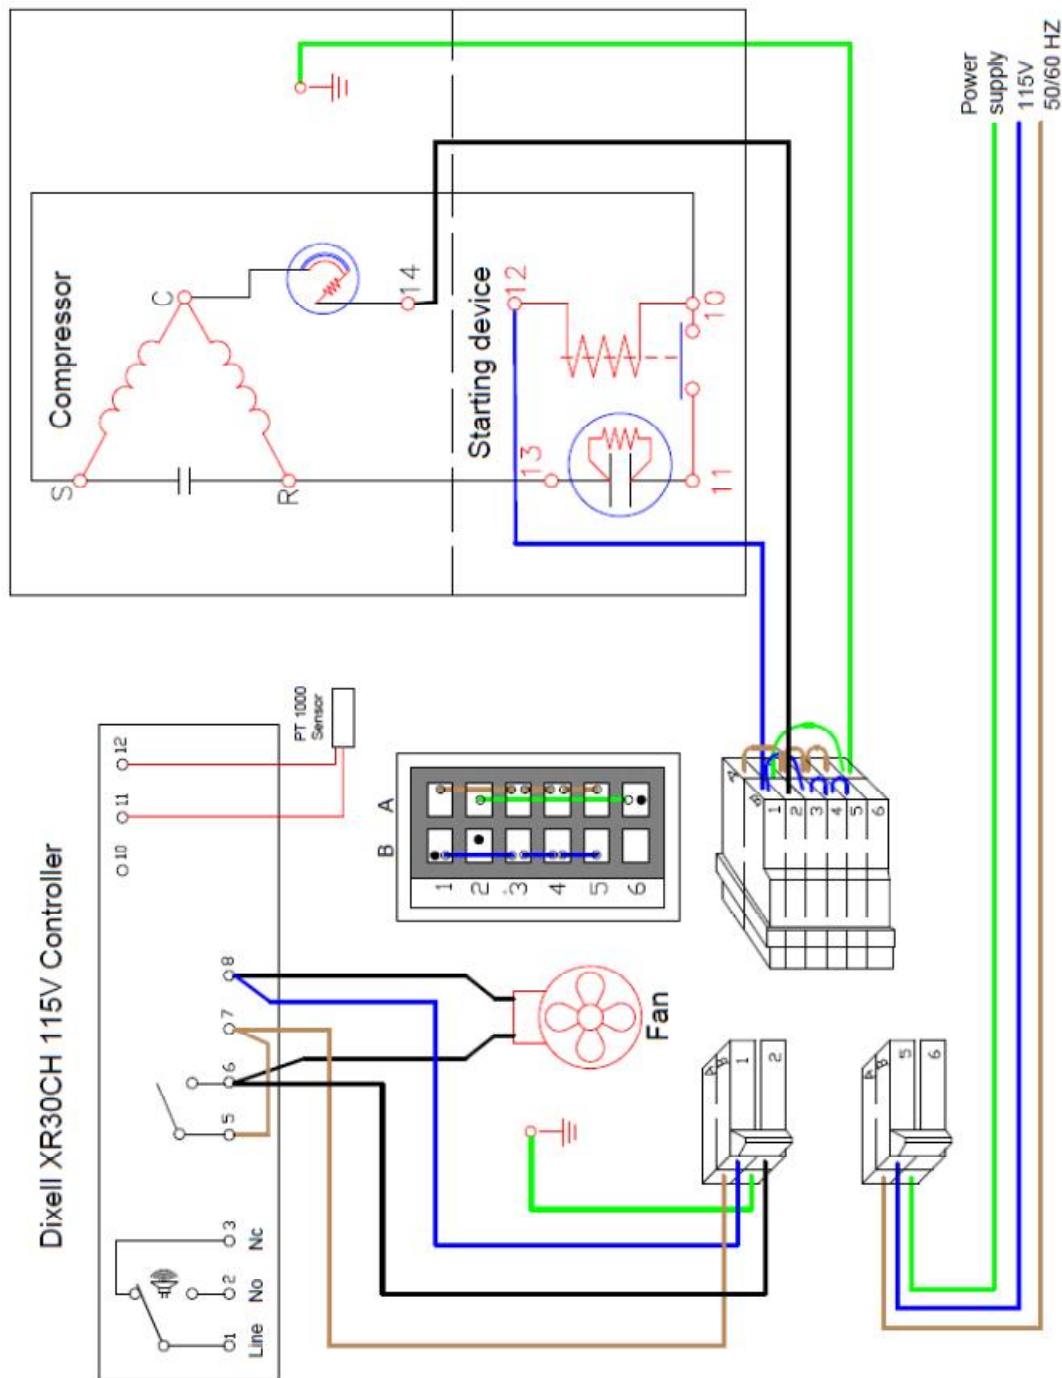 Power
supply
115V
50/60 HZ
Compressor
S
C
R
14
Starting device
12
10
13
11
Dixell XR30CH 115V Controller
12
11
10
PT 1000
Sensor
8
7
6
5
3
2
1
Nc
No
Line
A
B
1
2
3
4
5
6
Fan
A
B
1
2
3
4
5
6
A
B
1
2
A
B
5
6